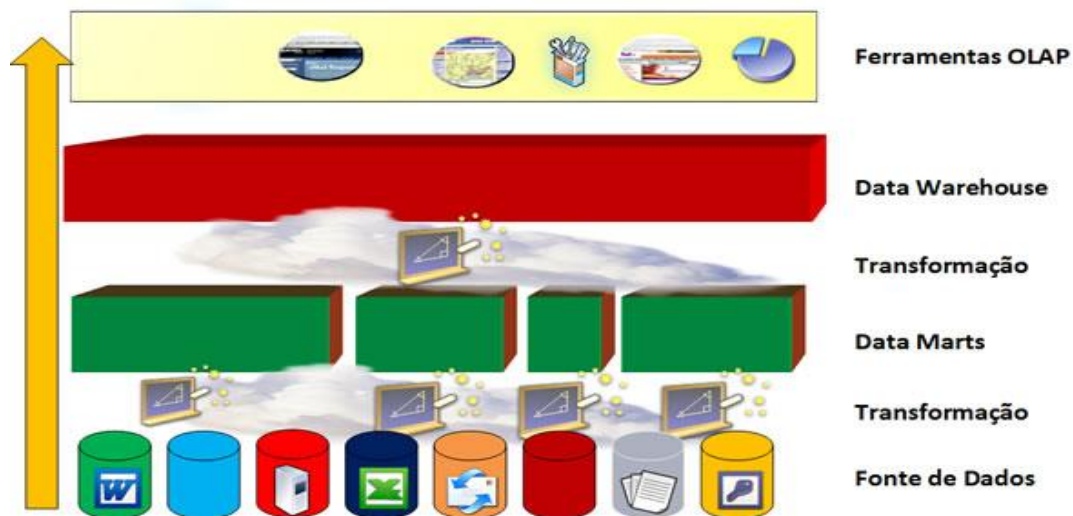 Ferramentas OLAP
Data Warehouse
Transformação
Data Marts
Transformação
Fonte de Dados
W